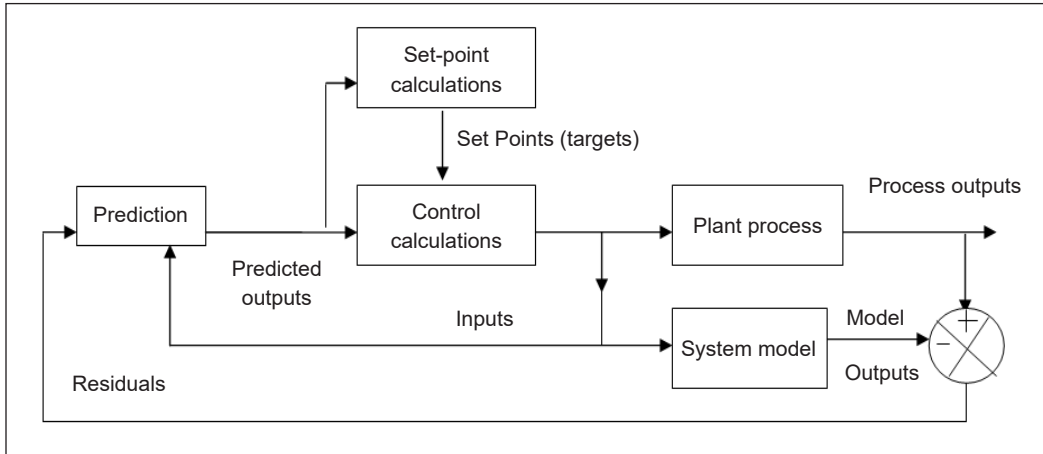 Set-point
calculations
Set Points (targets)
Process outputs
Prediction
Control
calculations
Plant process
Predicted
outputs
Inputs
Model
+
−
System model
Outputs
Residuals